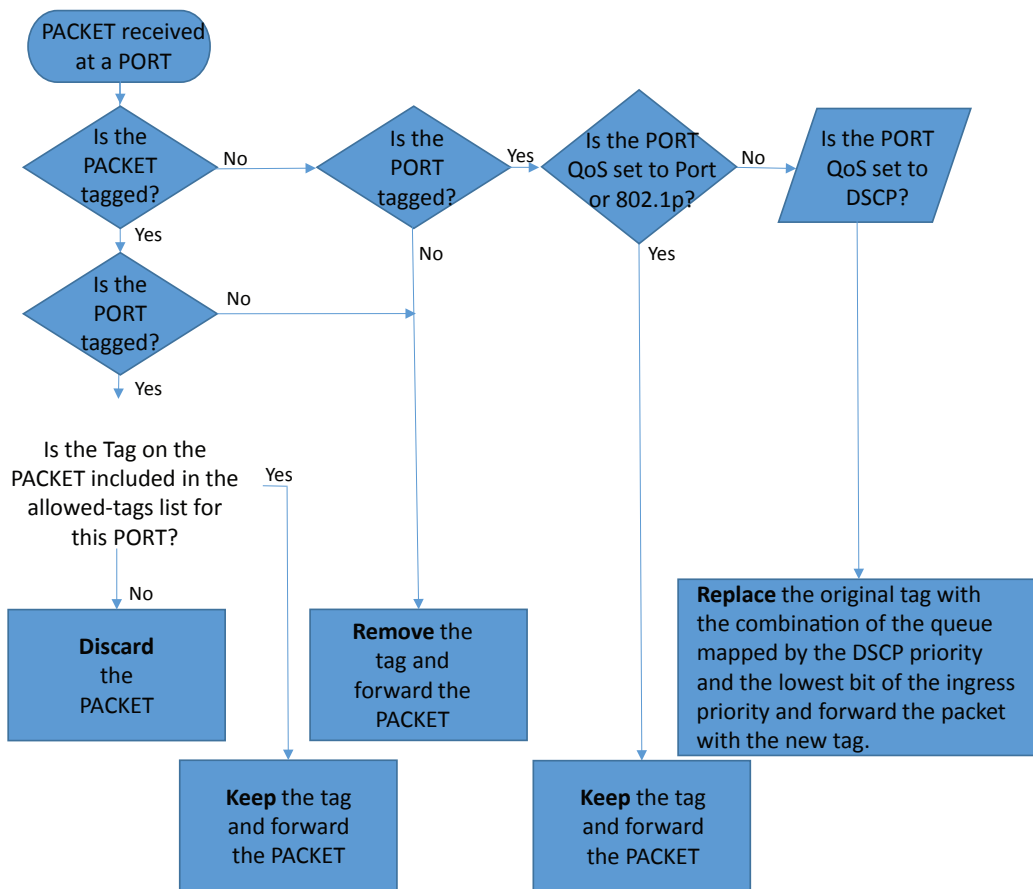 PACKET received
at a PORT
Is the
PACKET
tagged?
No
Is the
PORT
tagged?
Yes
Is the PORT
QoS set to Port
or 802.1p?
No
Is the PORT
QoS set to
DSCP?
Yes
No
Yes
Is the
PORT
tagged?
No
Yes
Is the Tag on the
PACKET included in the
allowed-tags list for
this PORT?
Yes
No
Discard
the
PACKET
Remove the
tag and
forward the
PACKET
Replace the original tag with
the combination of the queue
mapped by the DSCP priority
and the lowest bit of the ingress
priority and forward the packet
with the new tag.
Keep the tag
and forward
the PACKET
Keep the tag
and forward
the PACKET